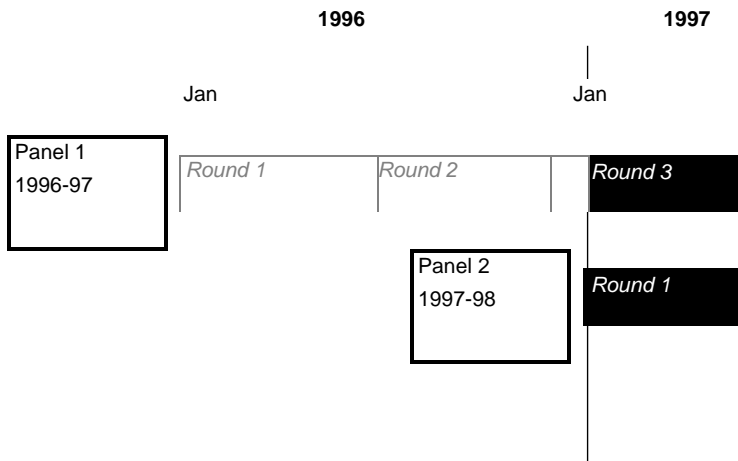 1996 1997
Jan Jan
Panel 1
1996-97
Round 1 Round 2 Round 3
Panel 2
1997-98
Round 1